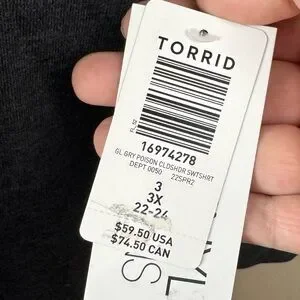 TORRID
16974278
GL GRY POISON CLDSHDR SWTSHRT
DEPT 0050 22SPR2
3
3X
22-24
$59.50 USA
$74.50 CAN